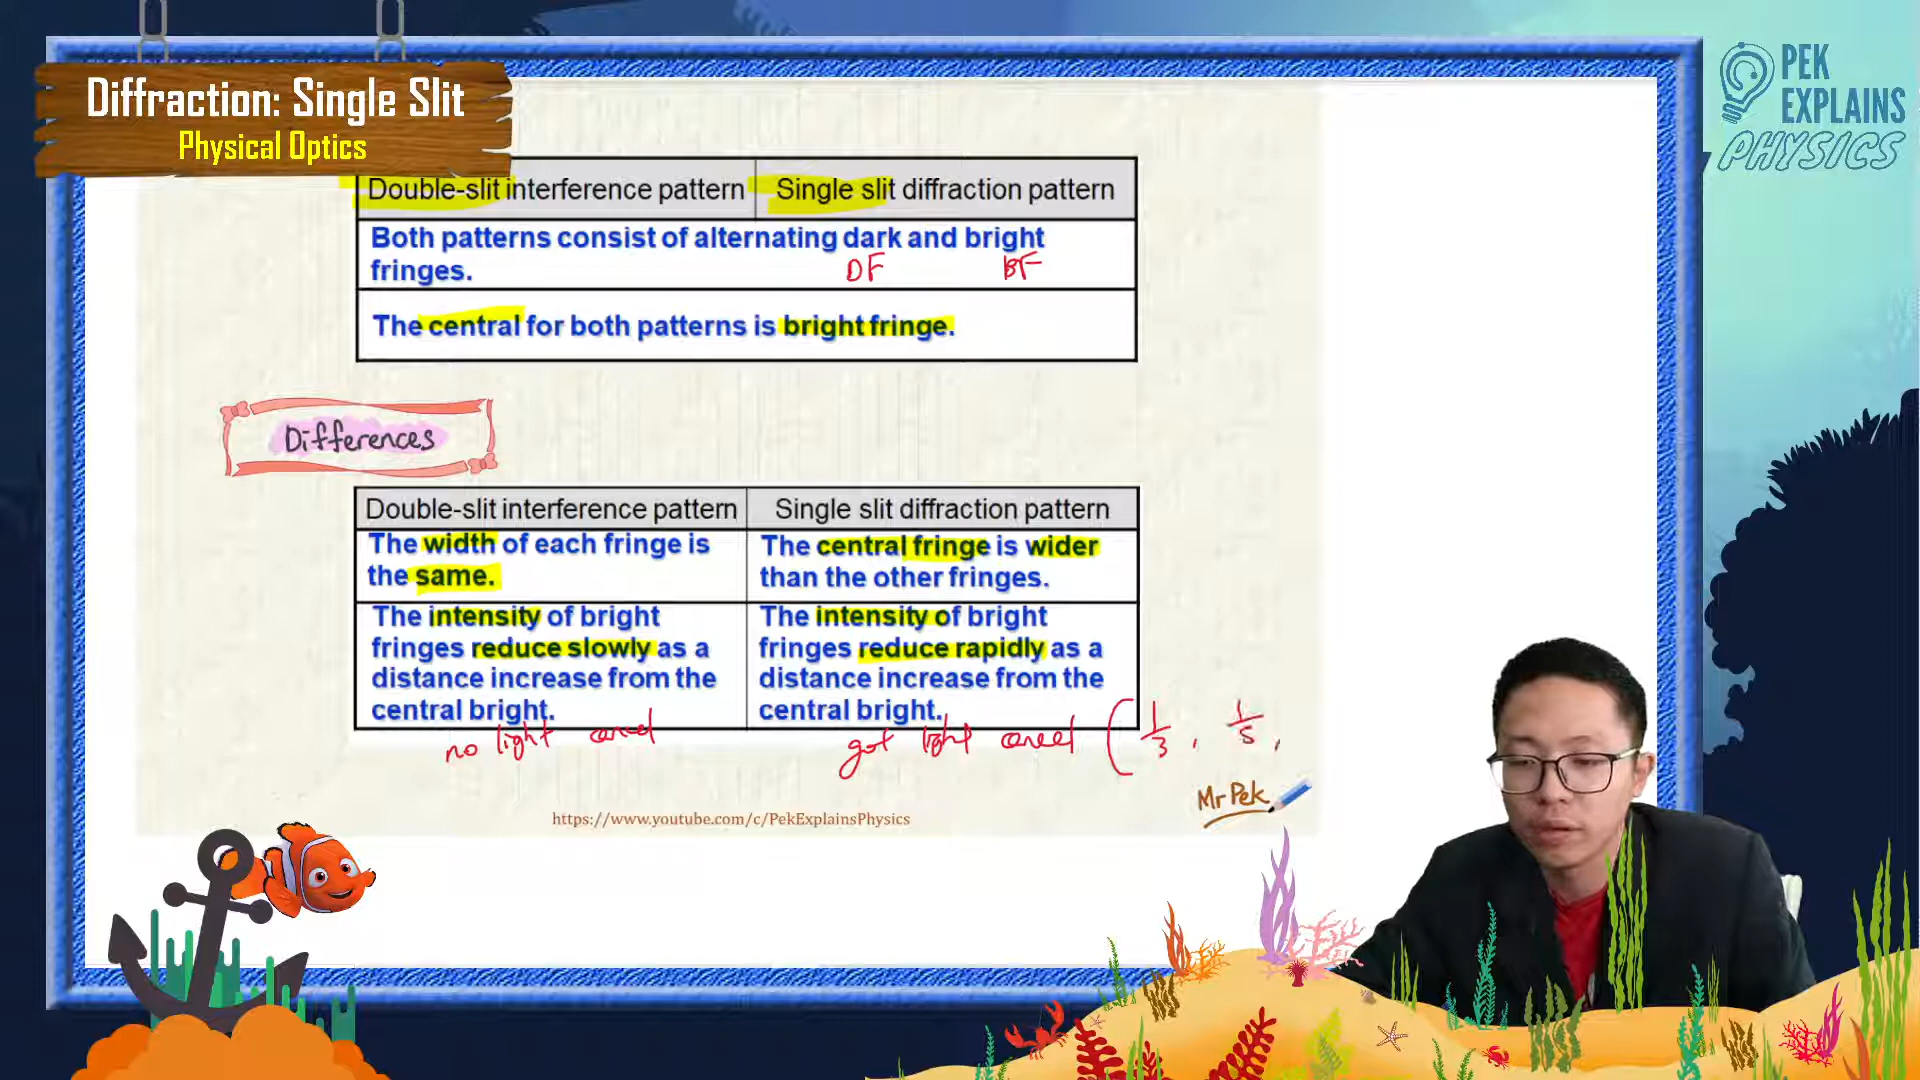 Diffraction: Single Slit
Physical Optics
PEK
EXPLAINS
PHYSICS
Double-slit interference pattern
Single slit diffraction pattern
Both patterns consist of alternating dark and bright
fringes.
DF
BF
The central for both patterns is bright fringe.
Differences
Double-slit interference pattern
Single slit diffraction pattern
The width of each fringe is
the same.
The central fringe is wider
than the other fringes.
The intensity of bright
fringes reduce slowly as a
distance increase from the
central bright.
The intensity of bright
fringes reduce rapidly as a
distance increase from the
central bright.
no light cancel
got light cancel ( 1/3 , 1/5 ,
Mr Pek
https://www.youtube.com/c/PekExplainsPhysics